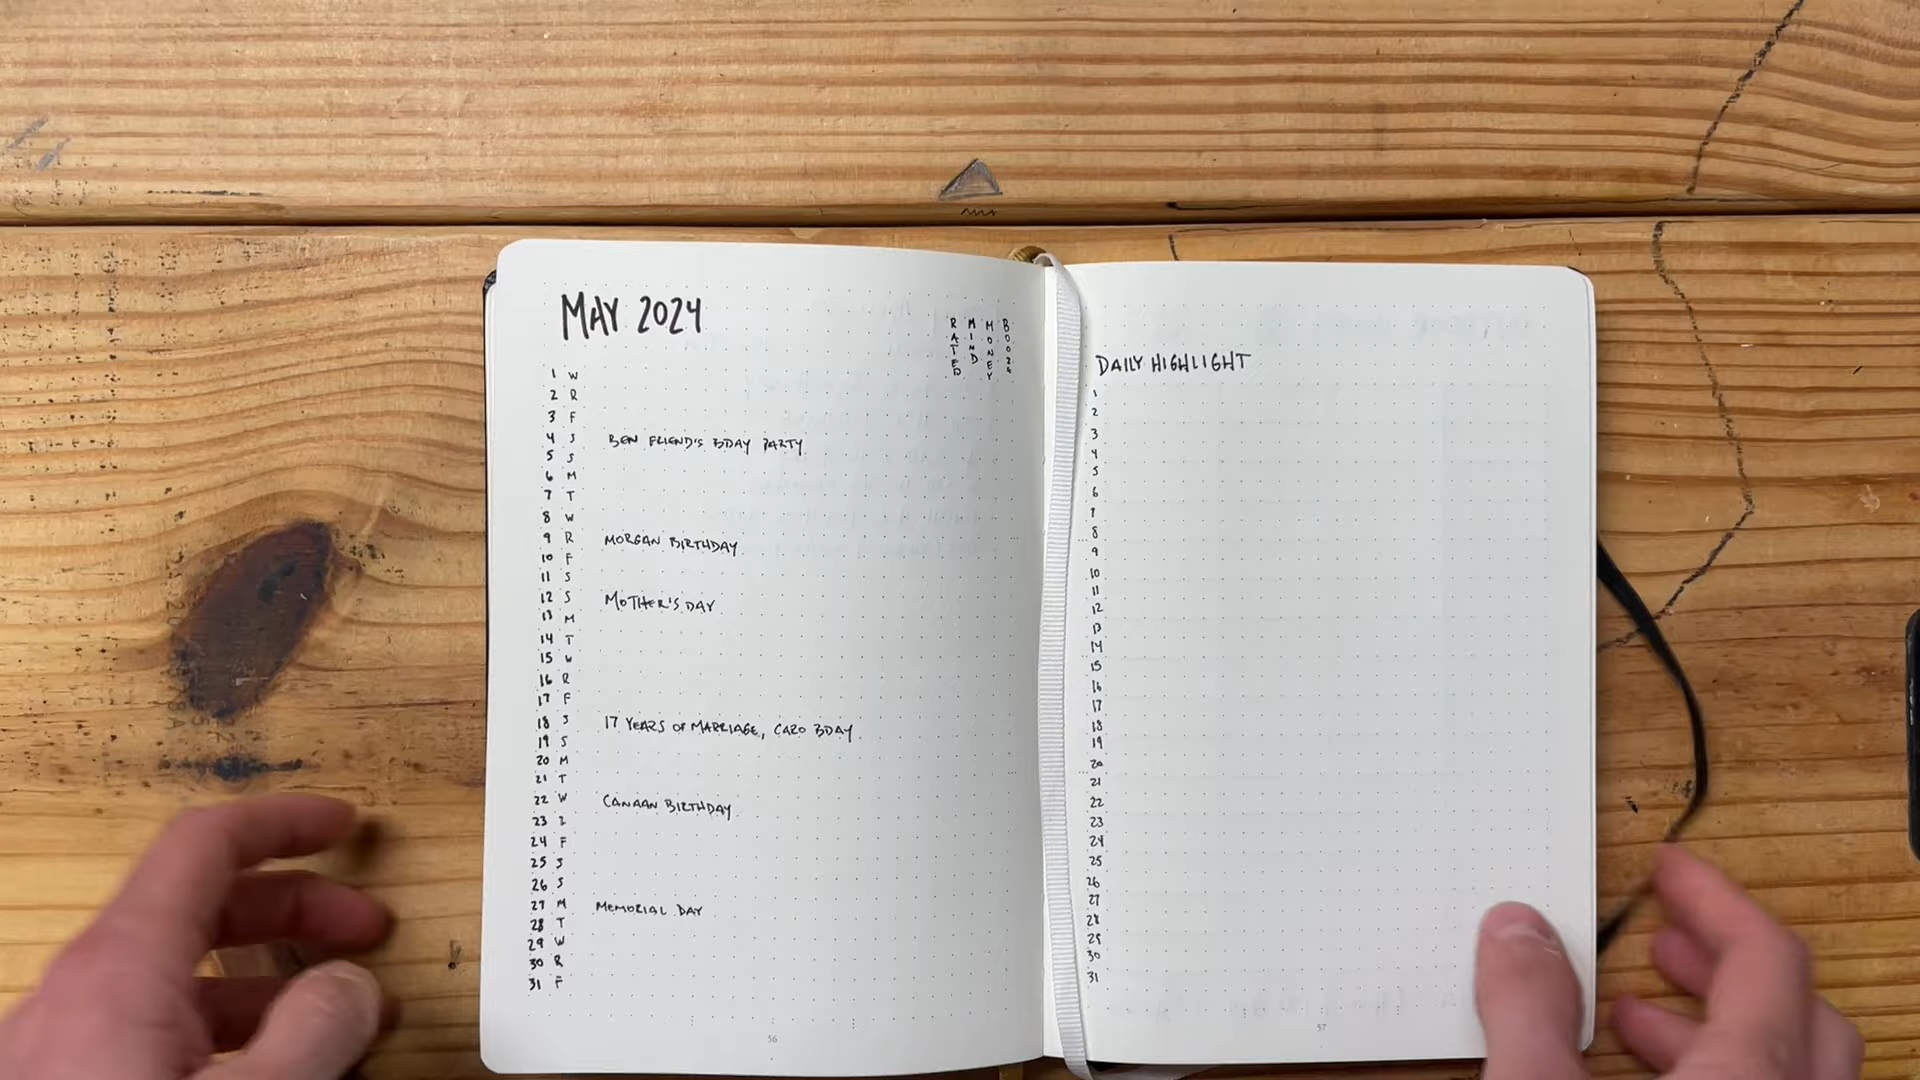 MAY 2024
RATED MIND MONEY
1 W
2 R
3 F
4 S BEN FRIEND'S BDAY PARTY
5 S
6 M
7 T
8 W
9 R MORGAN BIRTHDAY
10 F
11 S
12 S MOTHER'S DAY
13 M
14 T
15 W
16 R
17 F
18 S 17 YEARS OF MARRIAGE, CARO BDAY
19 S
20 M
21 T
22 W CANAAN BIRTHDAY
23 R
24 F
25 S
26 S
27 M MEMORIAL DAY
28 T
29 W
30 R
31 F
56
DAILY HIGHLIGHT
1
2
3
4
5
6
7
8
9
10
11
12
13
14
15
16
17
18
19
20
21
22
23
24
25
26
27
28
29
30
31
57